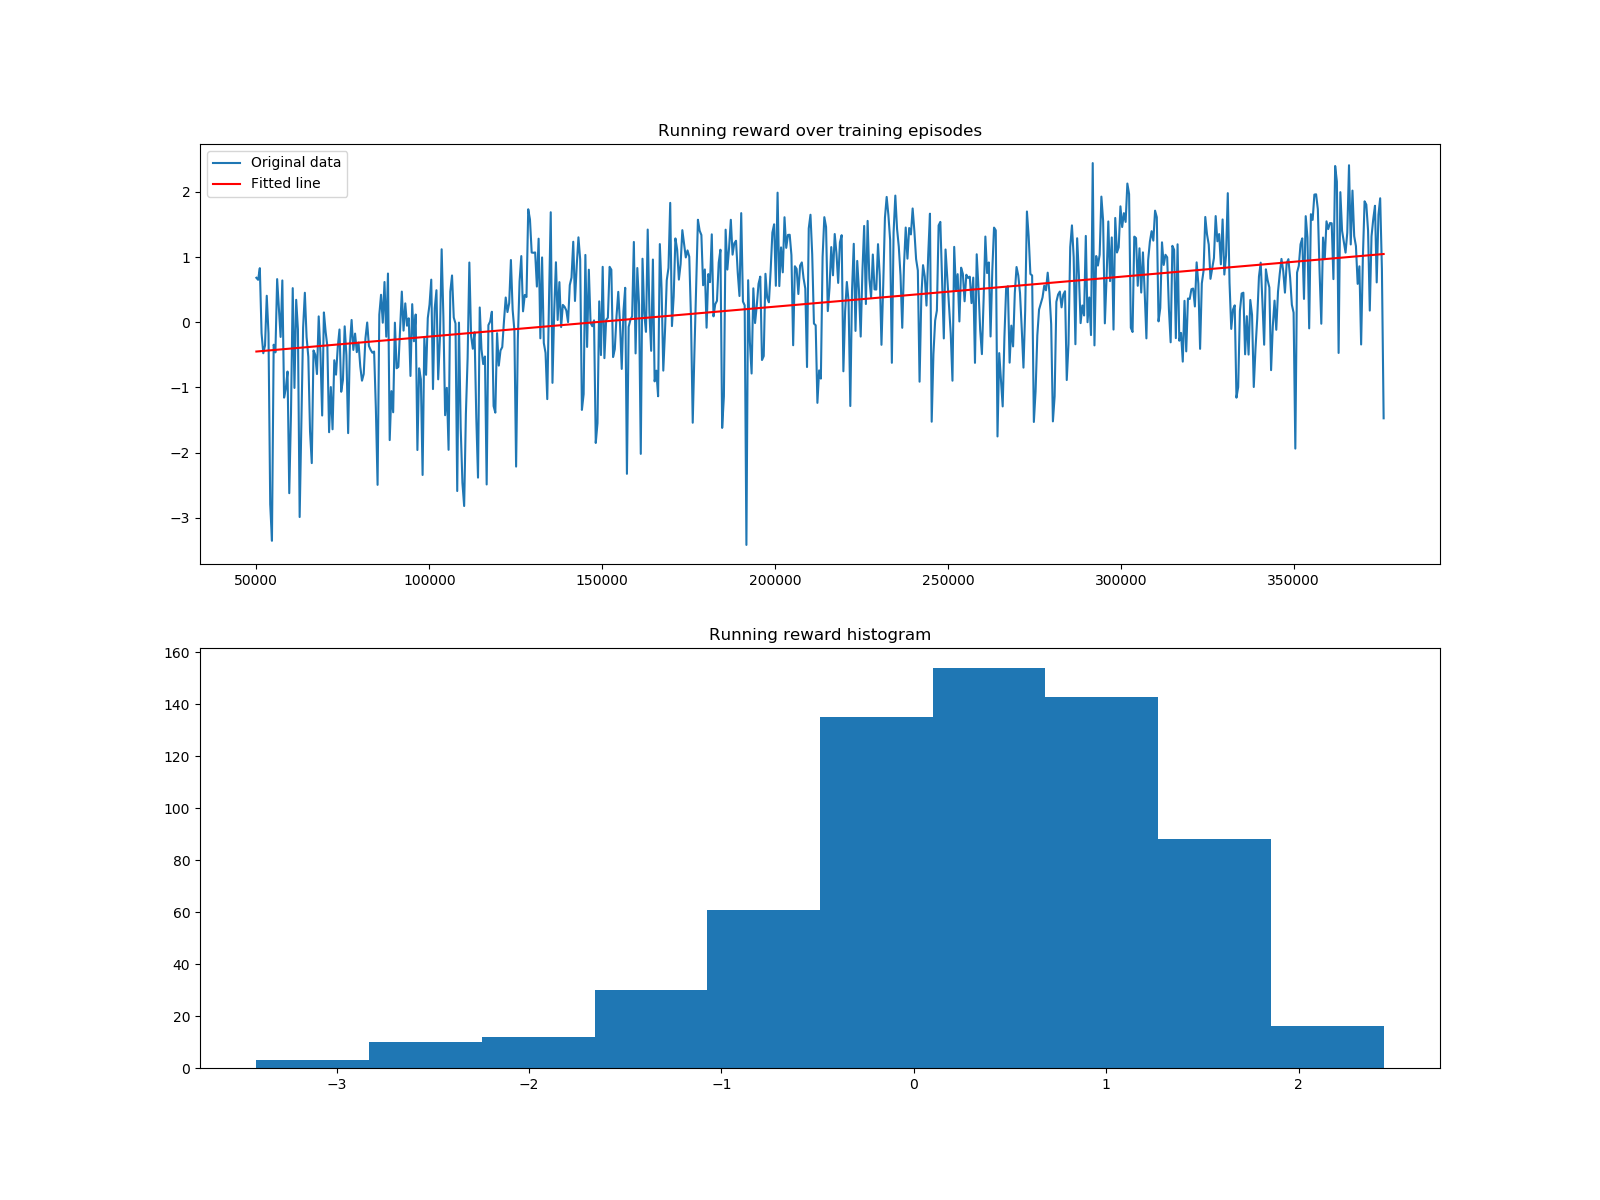 Running reward over training episodes
Original data
Fitted line
2
1
0
−1
−2
−3
50000 100000 150000 200000 250000 300000 350000
Running reward histogram
160
140
120
100
80
60
40
20
0
−3 −2 −1 0 1 2